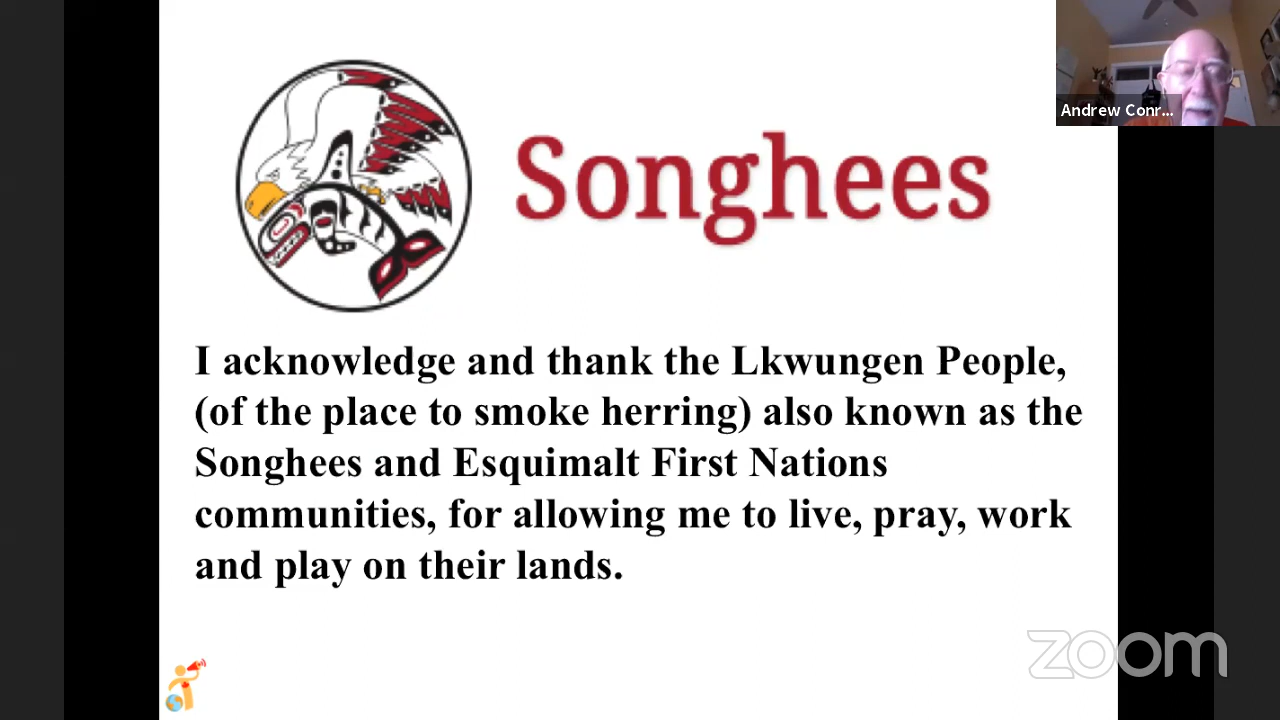 Andrew Conr...
Songhees
I acknowledge and thank the Lkwungen People,
(of the place to smoke herring) also known as the
Songhees and Esquimalt First Nations
communities, for allowing me to live, pray, work
and play on their lands.
zoom